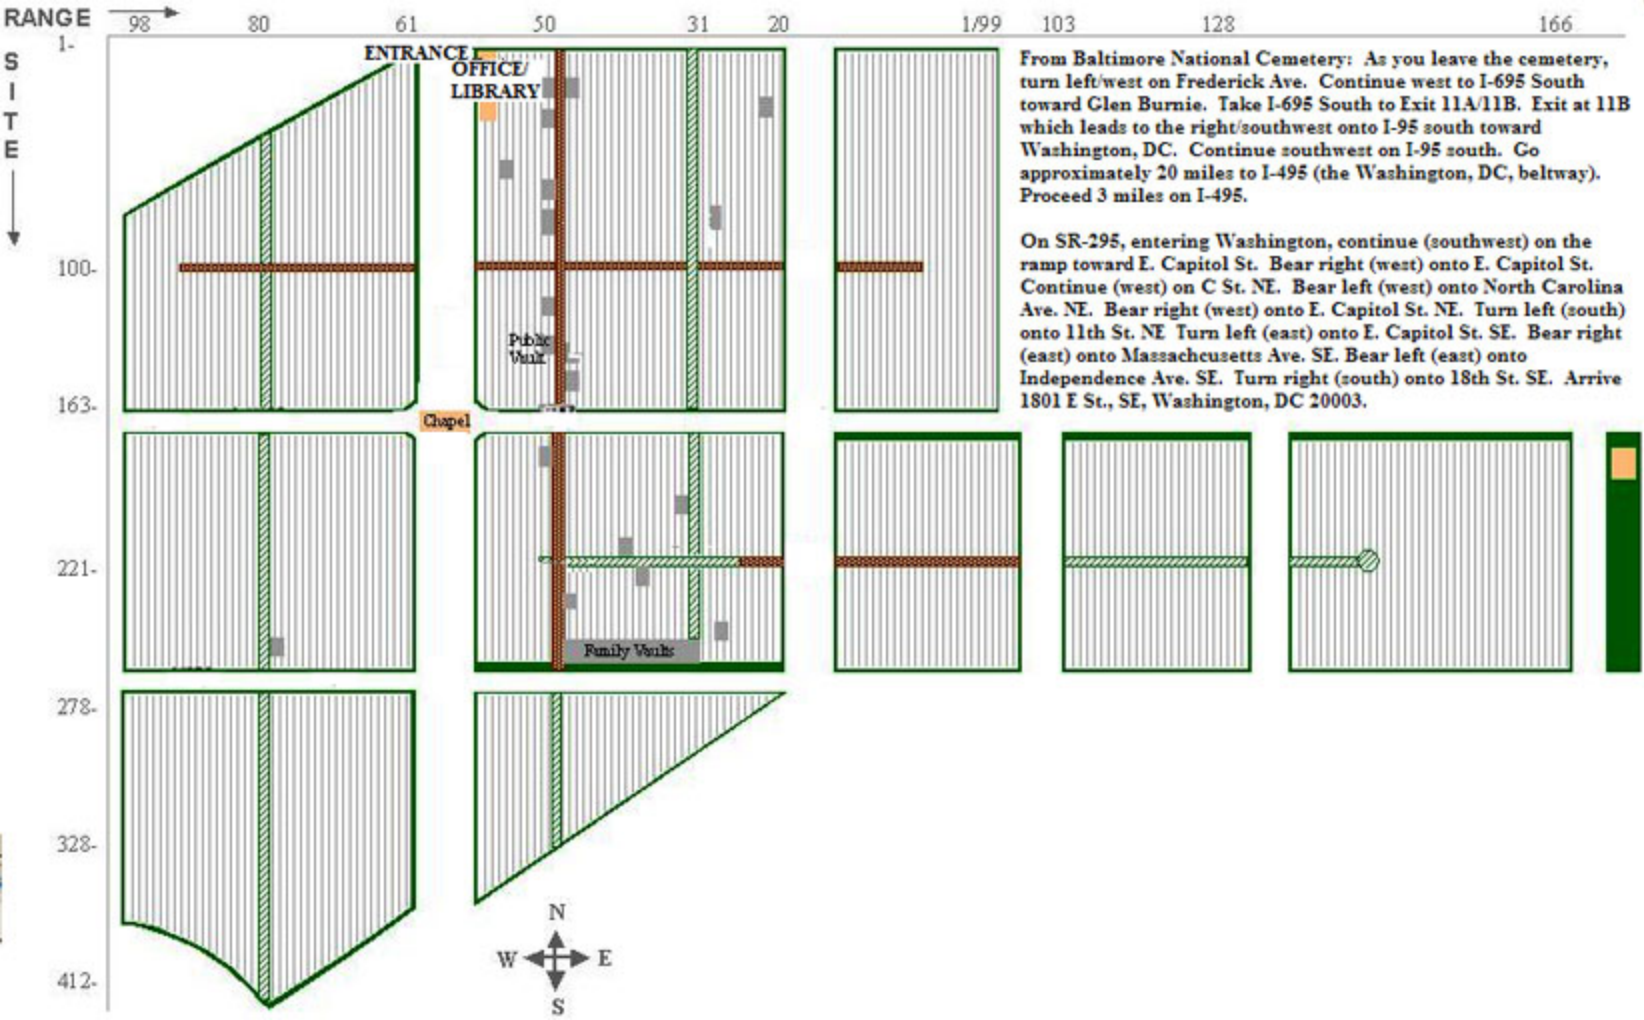 RANGE
98 80 61 50 31 20 1/99 103 128 166
SITE
1-
100-
163-
221-
278-
328-
412-
ENTRANCE
OFFICE/
LIBRARY
Public
Vault
Chapel
Family Vaults
From Baltimore National Cemetery: As you leave the cemetery,
turn left/west on Frederick Ave. Continue west to I-695 South
toward Glen Burnie. Take I-695 South to Exit 11A/11B. Exit at 11B
which leads to the right/southwest onto I-95 south toward
Washington, DC. Continue southwest on I-95 south. Go
approximately 20 miles to I-495 (the Washington, DC, beltway).
Proceed 3 miles on I-495.
On SR-295, entering Washington, continue (southwest) on the
ramp toward E. Capitol St. Bear right (west) onto E. Capitol St.
Continue (west) on C St. NE. Bear left (west) onto North Carolina
Ave. NE. Bear right (west) onto E. Capitol St. NE. Turn left (south)
onto 11th St. NE Turn left (east) onto E. Capitol St. SE. Bear right
(east) onto Massachcusetts Ave. SE. Bear left (east) onto
Independence Ave. SE. Turn right (south) onto 18th St. SE. Arrive
1801 E St., SE, Washington, DC 20003.
N
W E
S